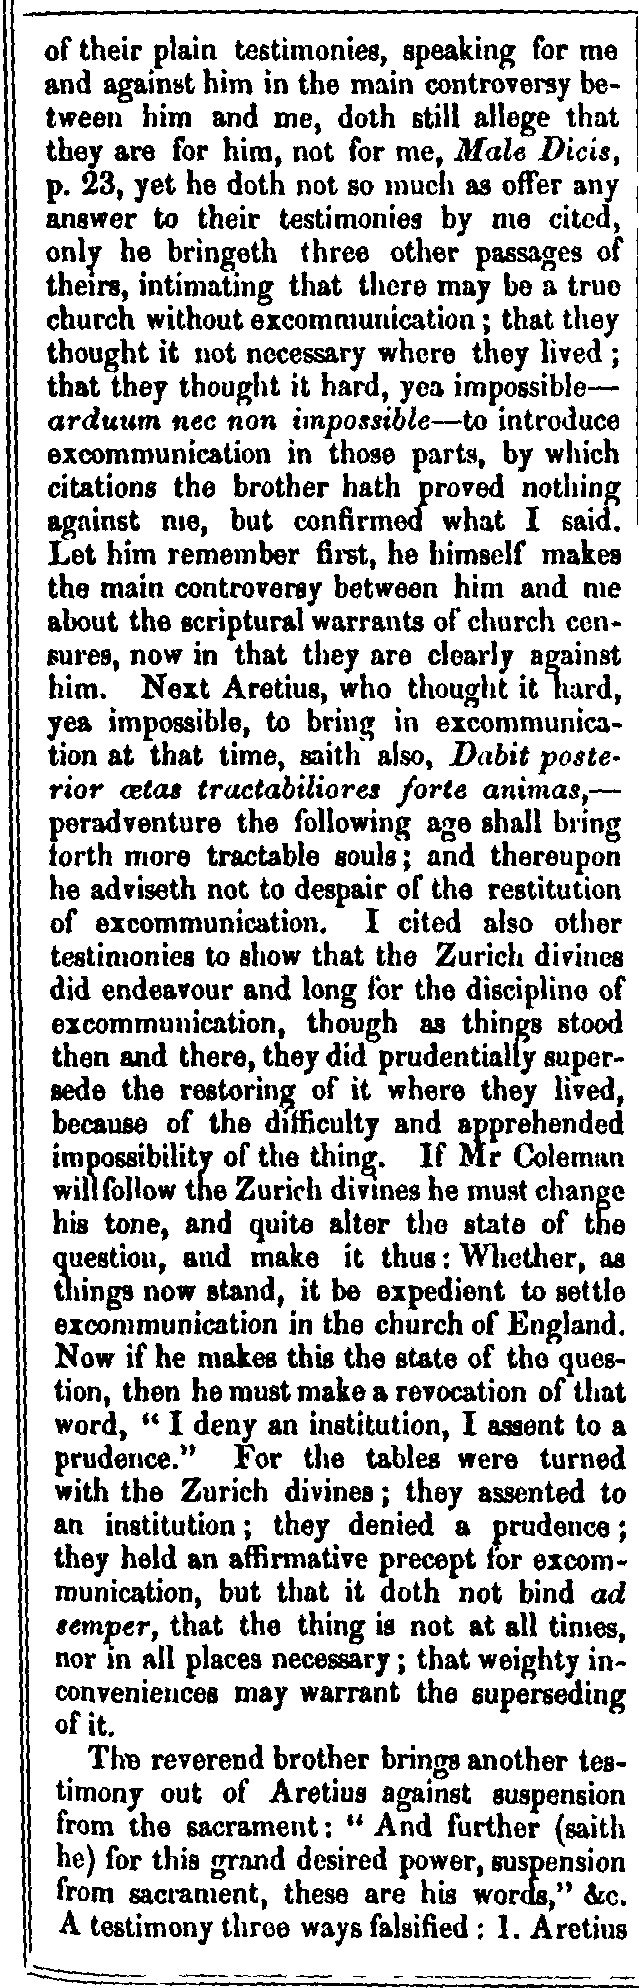 of their plain testimonies, speaking for me
and against him in the main controversy be-
tween him and me, doth still allege that
they are for him, not for me, Male Dicis,
p. 23, yet he doth not so much as offer any
answer to their testimonies by me cited,
only he bringeth three other passages of
theirs, intimating that there may be a true
church without excommunication ; that they
thought it not necessary where they lived ;
that they thought it hard, yea impossible—
arduum nec non impossible—to introduce
excommunication in those parts, by which
citations the brother hath proved nothing
against me, but confirmed what I said.
Let him remember first, he himself makes
the main controversy between him and me
about the scriptural warrants of church cen-
sures, now in that they are clearly against
him. Next Aretius, who thought it hard,
yea impossible, to bring in excommunica-
tion at that time, saith also, Dabit poste-
rior ætas tractabiliores forte animas,—
peradventure the following age shall bring
forth more tractable souls ; and thereupon
he adviseth not to despair of the restitution
of excommunication. I cited also other
testimonies to show that the Zurich divines
did endeavour and long for the discipline of
excommunication, though as things stood
then and there, they did prudentially super-
sede the restoring of it where they lived,
because of the difficulty and apprehended
impossibility of the thing. If Mr Coleman
will follow the Zurich divines he must change
his tone, and quite alter the state of the
question, and make it thus : Whether, as
things now stand, it be expedient to settle
excommunication in the church of England.
Now if he makes this the state of the ques-
tion, then he must make a revocation of that
word, “ I deny an institution, I assent to a
prudence.” For the tables were turned
with the Zurich divines ; they assented to
an institution ; they denied a prudence ;
they held an affirmative precept for excom-
munication, but that it doth not bind ad
semper, that the thing is not at all times,
nor in all places necessary ; that weighty in-
conveniences may warrant the superseding
of it.
The reverend brother brings another tes-
timony out of Aretius against suspension
from the sacrament : “ And further (saith
he) for this grand desired power, suspension
from sacrament, these are his words,” &c.
A testimony three ways falsified : 1. Aretius